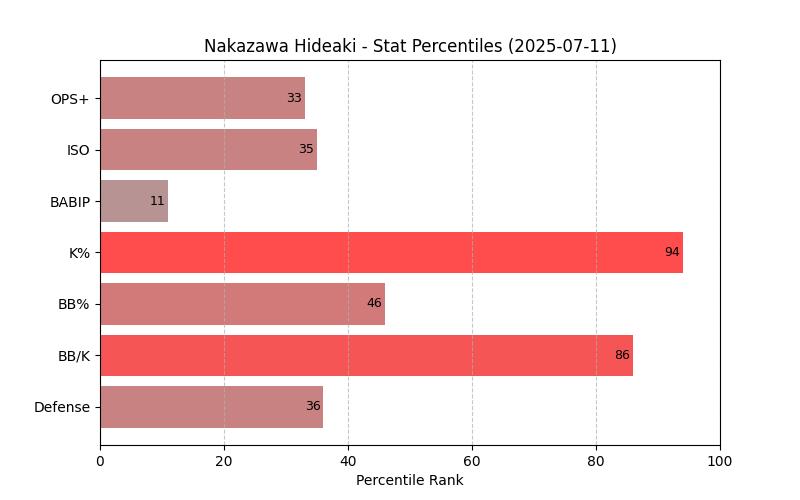 Nakazawa Hideaki - Stat Percentiles (2025-07-11)
OPS+ 33
ISO 35
BABIP 11
K% 94
BB% 46
BB/K 86
Defense 36
0 20 40 60 80 100
Percentile Rank